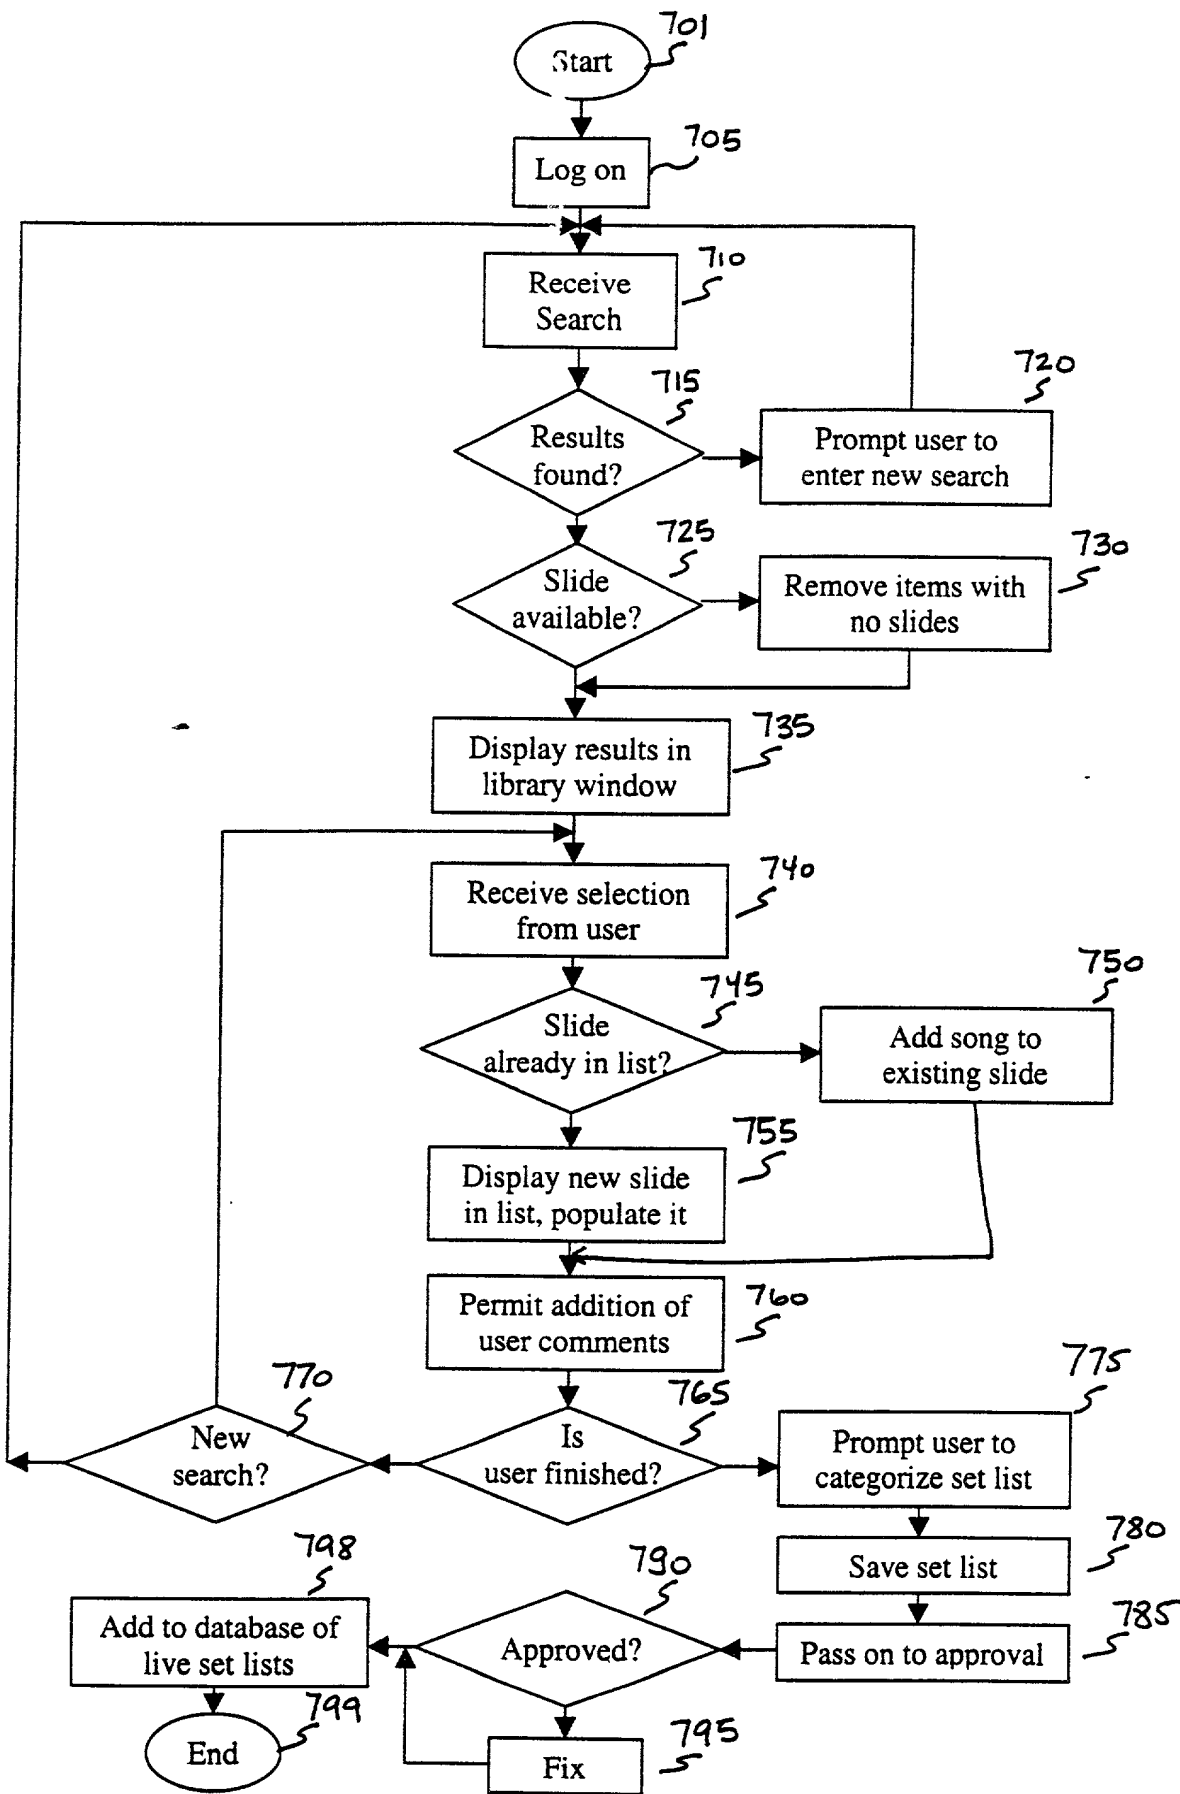 701
Start
705
Log on
710
Receive
Search
715
Results
found?
720
Prompt user to
enter new search
725
Slide
available?
730
Remove items with
no slides
735
Display results in
library window
740
Receive selection
from user
745
Slide
already in list?
750
Add song to
existing slide
755
Display new slide
in list, populate it
760
Permit addition of
user comments
765
Is
user finished?
770
New
search?
775
Prompt user to
categorize set list
780
Save set list
785
Pass on to approval
790
Approved?
795
Fix
798
Add to database of
live set lists
799
End